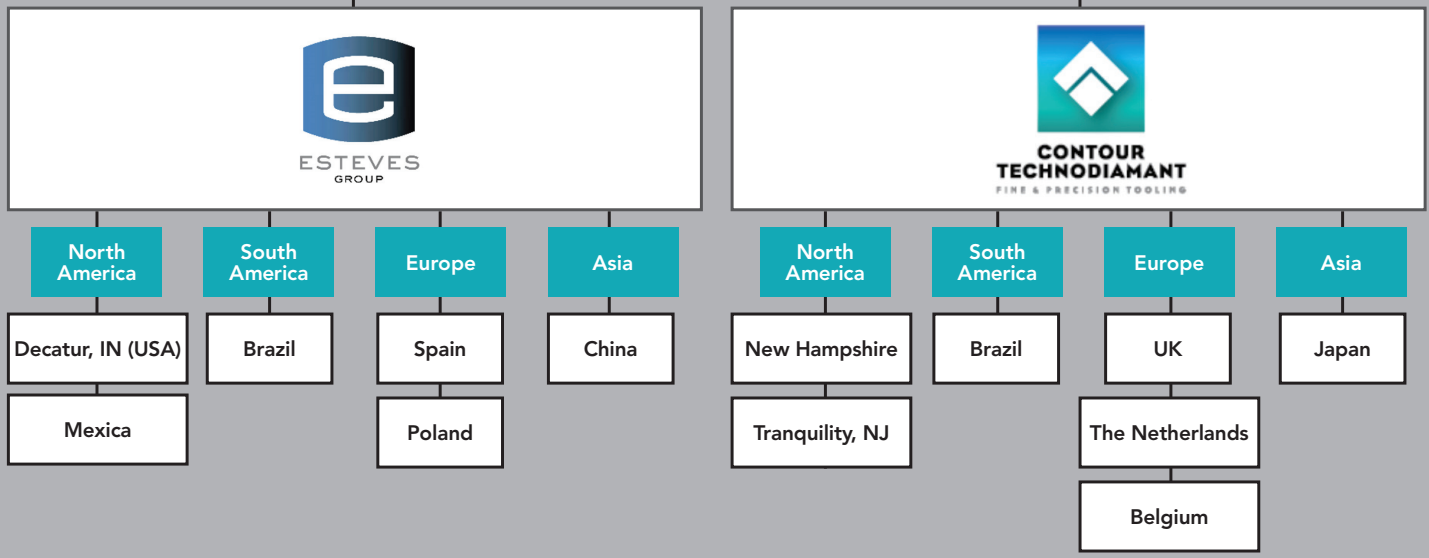 e
ESTEVES
GROUP
North
America
South
America
Europe
Asia
Decatur, IN (USA)
Brazil
Spain
China
Mexica
Poland
CONTOUR
TECHNODIAMANT
FINE & PRECISION TOOLING
North
America
South
America
Europe
Asia
New Hampshire
Brazil
UK
Japan
Tranquility, NJ
The Netherlands
Belgium